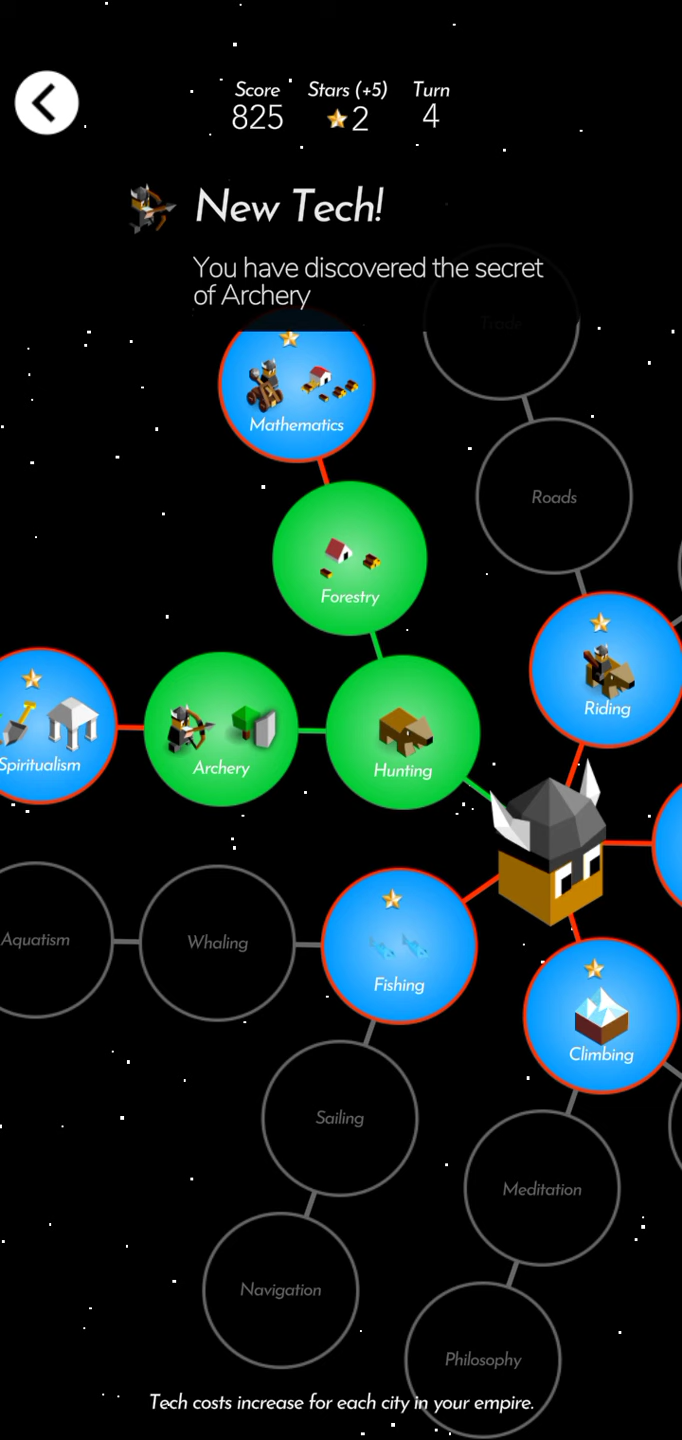 Score Stars (+5) Turn
825 2 4
New Tech!
You have discovered the secret
of Archery
Trade
Mathematics
Roads
Forestry
Riding
Spiritualism
Archery
Hunting
Aquatism
Whaling
Fishing
Climbing
Sailing
Meditation
Navigation
Philosophy
Tech costs increase for each city in your empire.